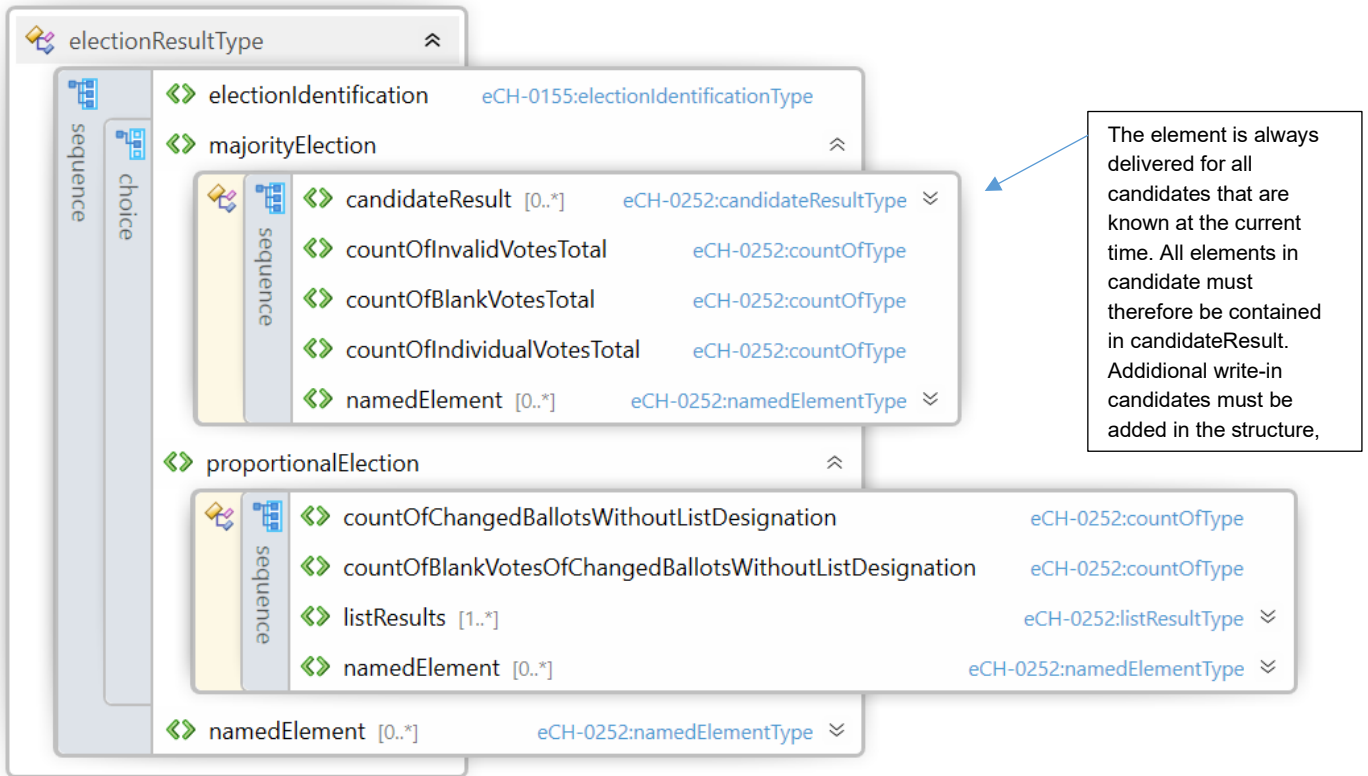 electionResultType
sequence
choice
electionIdentification eCH-0155:electionIdentificationType
majorityElection
sequence
candidateResult [0..*] eCH-0252:candidateResultType
countOfInvalidVotesTotal eCH-0252:countOfType
countOfBlankVotesTotal eCH-0252:countOfType
countOfIndividualVotesTotal eCH-0252:countOfType
namedElement [0..*] eCH-0252:namedElementType
proportionalElection
sequence
countOfChangedBallotsWithoutListDesignation eCH-0252:countOfType
countOfBlankVotesOfChangedBallotsWithoutListDesignation eCH-0252:countOfType
listResults [1..*] eCH-0252:listResultType
namedElement [0..*] eCH-0252:namedElementType
namedElement [0..*] eCH-0252:namedElementType
The element is always
delivered for all
candidates that are
known at the current
time. All elements in
candidate must
therefore be contained
in candidateResult.
Addidional write-in
candidates must be
added in the structure,